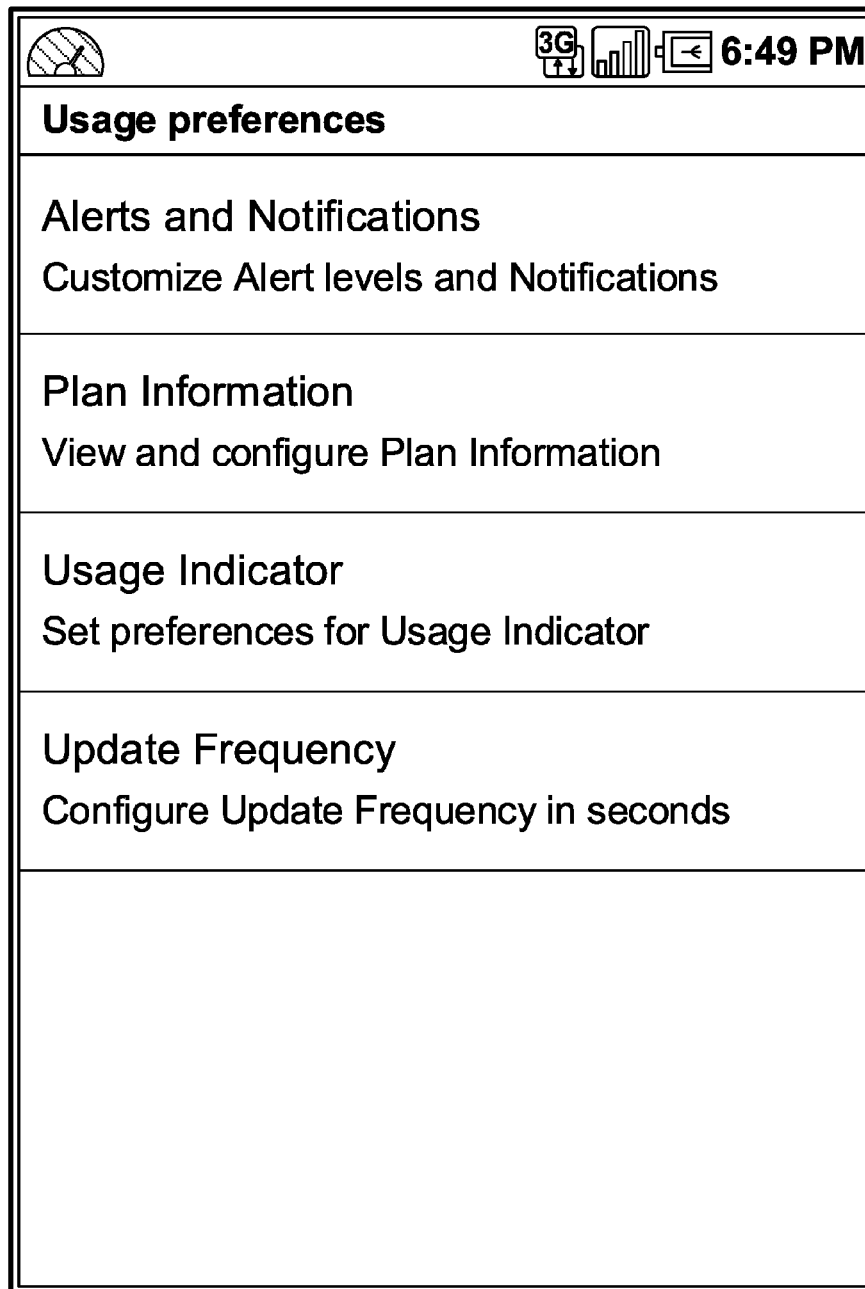 3G 6:49 PM
Usage preferences
Alerts and Notifications
Customize Alert levels and Notifications
Plan Information
View and configure Plan Information
Usage Indicator
Set preferences for Usage Indicator
Update Frequency
Configure Update Frequency in seconds